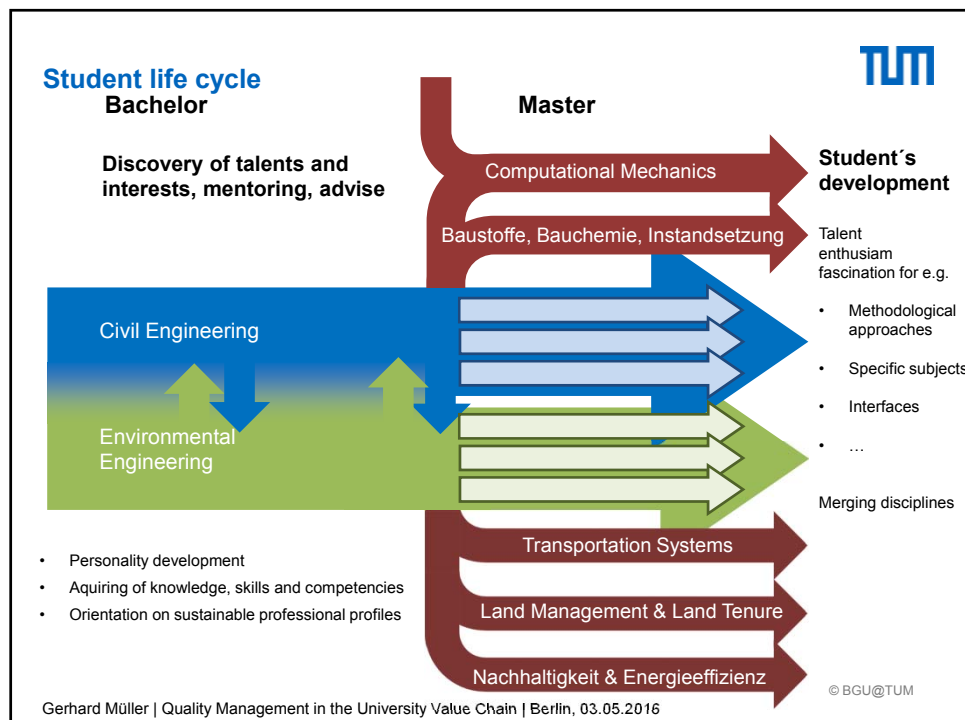 TUM
Student life cycle
Bachelor
Master
Discovery of talents and
interests, mentoring, advise
Computational Mechanics
Baustoffe, Bauchemie, Instandsetzung
Student´s
development
Talent
enthusiam
fascination for e.g.
• Methodological
approaches
• Specific subjects
• Interfaces
• …
Merging disciplines
Civil Engineering
Environmental
Engineering
Transportation Systems
Land Management & Land Tenure
Nachhaltigkeit & Energieeffizienz
• Personality development
• Aquiring of knowledge, skills and competencies
• Orientation on sustainable professional profiles
© BGU@TUM
Gerhard Müller | Quality Management in the University Value Chain | Berlin, 03.05.2016